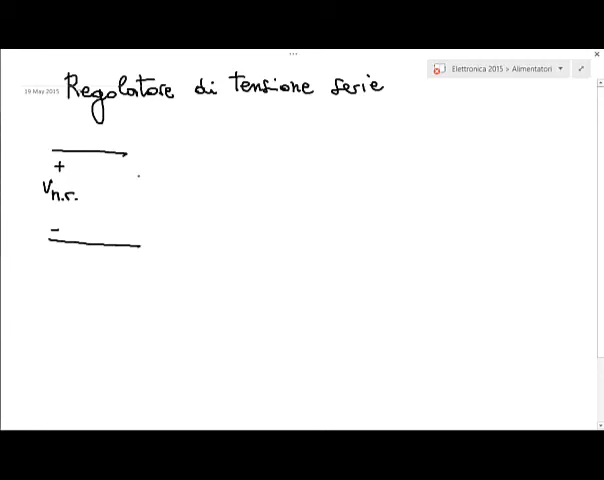 Elettronica 2015 > Alimentatori
19 May 2015
Regolatore di tensione serie
+
Vn.r.
-